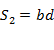 S₂ = bd